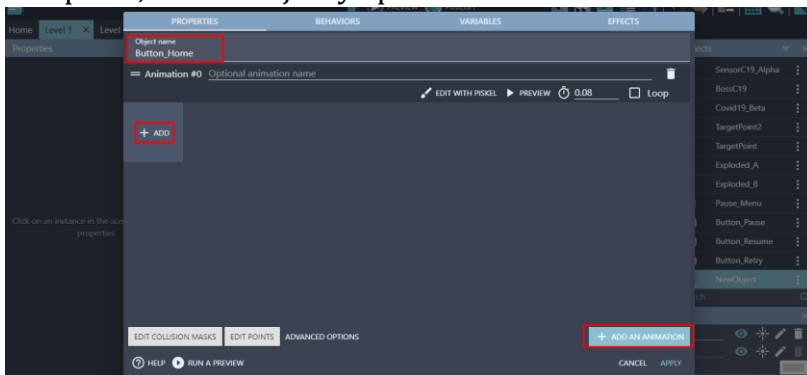 PROPERTIES BEHAVIORS VARIABLES EFFECTS
Home Level 1 × Level
Properties
Object name
Button_Home
Animation #0 Optional animation name
EDIT WITH PISKEL PREVIEW 0.08 Loop
+ ADD
SensorC19_Alpha
BossC19
Covid19_Beta
TargetPoint2
TargetPoint
Exploded_A
Exploded_B
Pause_Menu
Button_Pause
Button_Resume
Button_Retry
NewObject
Click on an instance in the
properties
EDIT COLLISION MASKS EDIT POINTS ADVANCED OPTIONS + ADD AN ANIMATION
HELP RUN A PREVIEW CANCEL APPLY